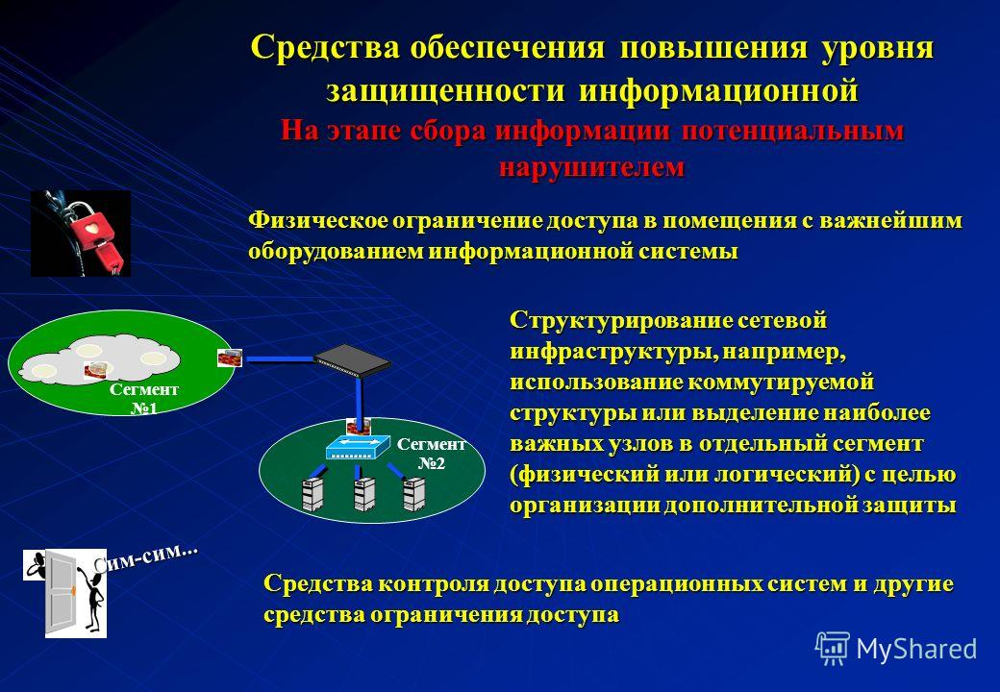 Средства обеспечения повышения уровня
защищенности информационной
На этапе сбора информации потенциальным
нарушителем
Физическое ограничение доступа в помещения с важнейшим
оборудованием информационной системы
Структурирование сетевой
инфраструктуры, например,
использование коммутируемой
структуры или выделение наиболее
важных узлов в отдельный сегмент
(физический или логический) с целью
организации дополнительной защиты
Сегмент
№1
Сегмент
№2
Сим-сим...
Средства контроля доступа операционных систем и другие
средства ограничения доступа
MyShared